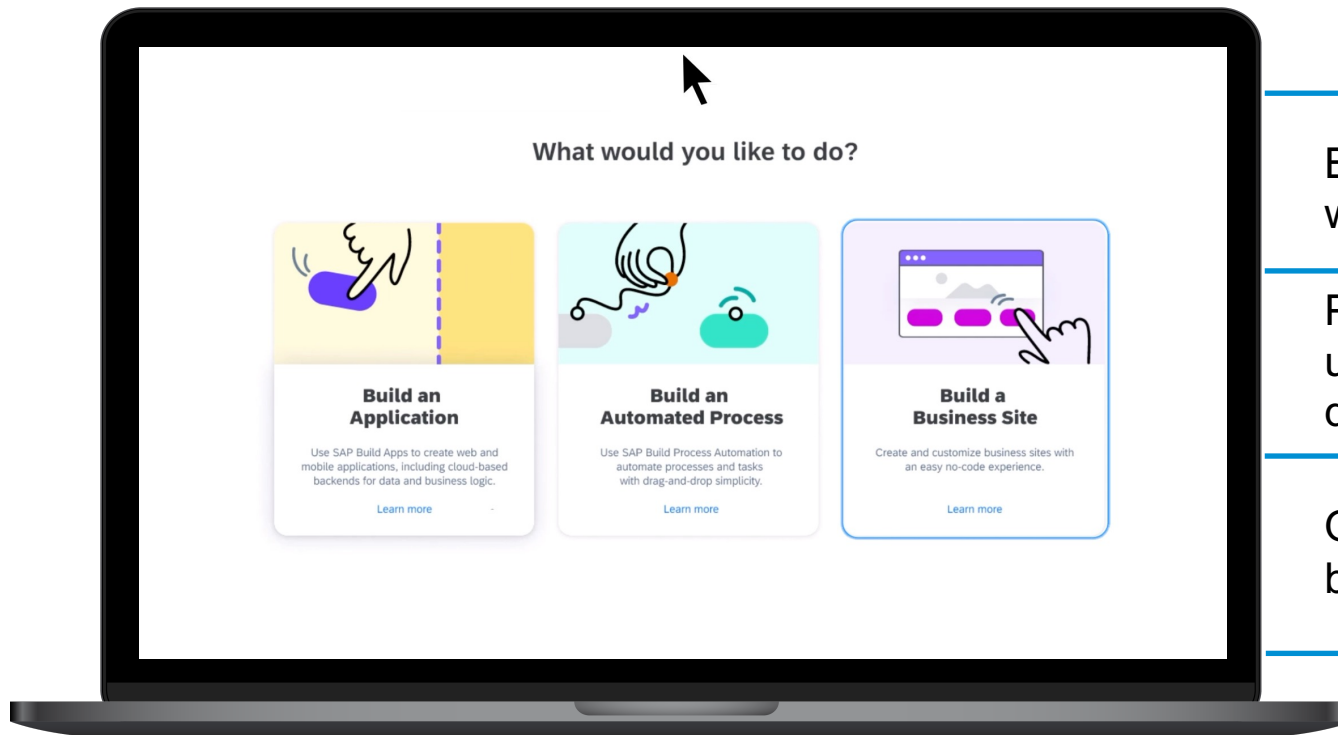 What would you like to do?
Build an
Application
Use SAP Build Apps to create web and
mobile applications, including cloud-based
backends for data and business logic.
Learn more
Build an
Automated Process
Use SAP Build Process Automation to
automate processes and tasks
with drag-and-drop simplicity.
Learn more
Build a
Business Site
Create and customize business sites with
an easy no-code experience.
Learn more